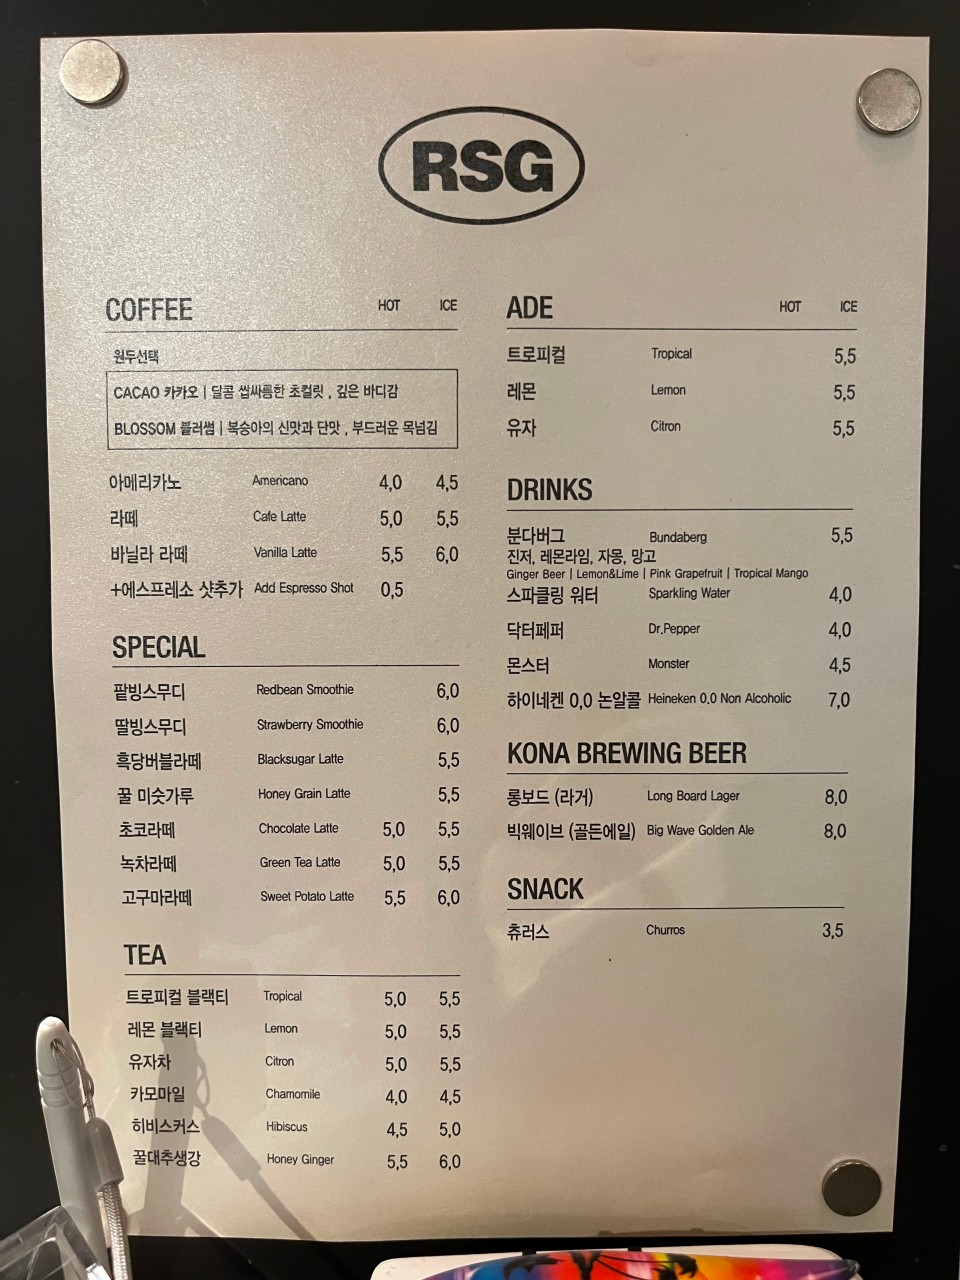 RSG
COFFEE HOT ICE
원두선택
CACAO 카카오 | 달콤 쌉싸름한 초컬릿 , 깊은 바디감
BLOSSOM 블러썸 | 복숭아의 신맛과 단맛 , 부드러운 목넘김
아메리카노 Americano 4,0 4,5
라떼 Cafe Latte 5,0 5,5
바닐라 라떼 Vanilla Latte 5,5 6,0
+에스프레소 샷추가 Add Espresso Shot 0,5
SPECIAL
팥빙스무디 Redbean Smoothie 6,0
딸빙스무디 Strawberry Smoothie 6,0
흑당버블라떼 Blacksugar Latte 5,5
꿀 미숫가루 Honey Grain Latte 5,5
초코라떼 Chocolate Latte 5,0 5,5
녹차라떼 Green Tea Latte 5,0 5,5
고구마라떼 Sweet Potato Latte 5,5 6,0
TEA
트로피컬 블랙티 Tropical 5,0 5,5
레몬 블랙티 Lemon 5,0 5,5
유자차 Citron 5,0 5,5
카모마일 Chamomile 4,0 4,5
히비스커스 Hibiscus 4,5 5,0
꿀대추생강 Honey Ginger 5,5 6,0
ADE HOT ICE
트로피컬 Tropical 5,5
레몬 Lemon 5,5
유자 Citron 5,5
DRINKS
분다버그 Bundaberg 5,5
진저, 레몬라임, 자몽, 망고
Ginger Beer | Lemon&Lime | Pink Grapefruit | Tropical Mango
스파클링 워터 Sparkling Water 4,0
닥터페퍼 Dr.Pepper 4,0
몬스터 Monster 4,5
하이네켄 0,0 논알콜 Heineken 0.0 Non Alcoholic 7,0
KONA BREWING BEER
롱보드 (라거) Long Board Lager 8,0
빅웨이브 (골든에일) Big Wave Golden Ale 8,0
SNACK
츄러스 Churros 3,5